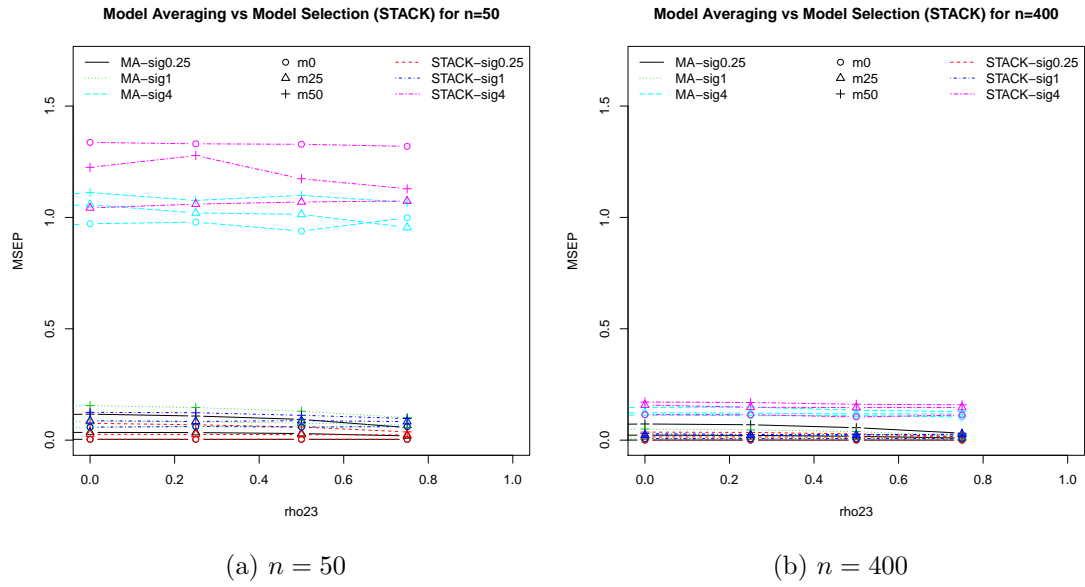 Model Averaging vs Model Selection (STACK) for n=50
MA−sig0.25 m0 STACK−sig0.25
MA−sig1 m25 STACK−sig1
MA−sig4 m50 STACK−sig4
1.5
1.0
0.5
0.0
MSEP
0.0 0.2 0.4 0.6 0.8 1.0
rho23
(a) n = 50
Model Averaging vs Model Selection (STACK) for n=400
MA−sig0.25 m0 STACK−sig0.25
MA−sig1 m25 STACK−sig1
MA−sig4 m50 STACK−sig4
1.5
1.0
0.5
0.0
MSEP
0.0 0.2 0.4 0.6 0.8 1.0
rho23
(b) n = 400